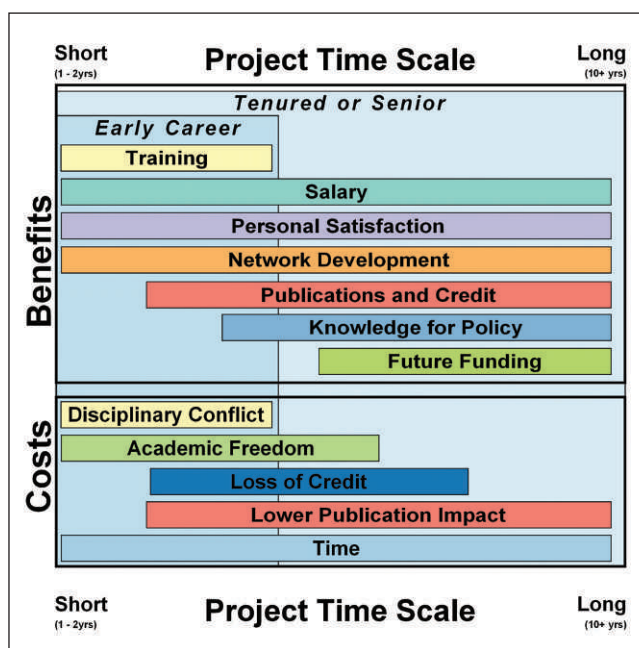 Short Project Time Scale Long
(1 - 2yrs) (10+ yrs)
Tenured or Senior
Early Career
Benefits
Training
Salary
Personal Satisfaction
Network Development
Publications and Credit
Knowledge for Policy
Future Funding
Costs
Disciplinary Conflict
Academic Freedom
Loss of Credit
Lower Publication Impact
Time
Short Project Time Scale Long
(1 - 2yrs) (10+ yrs)